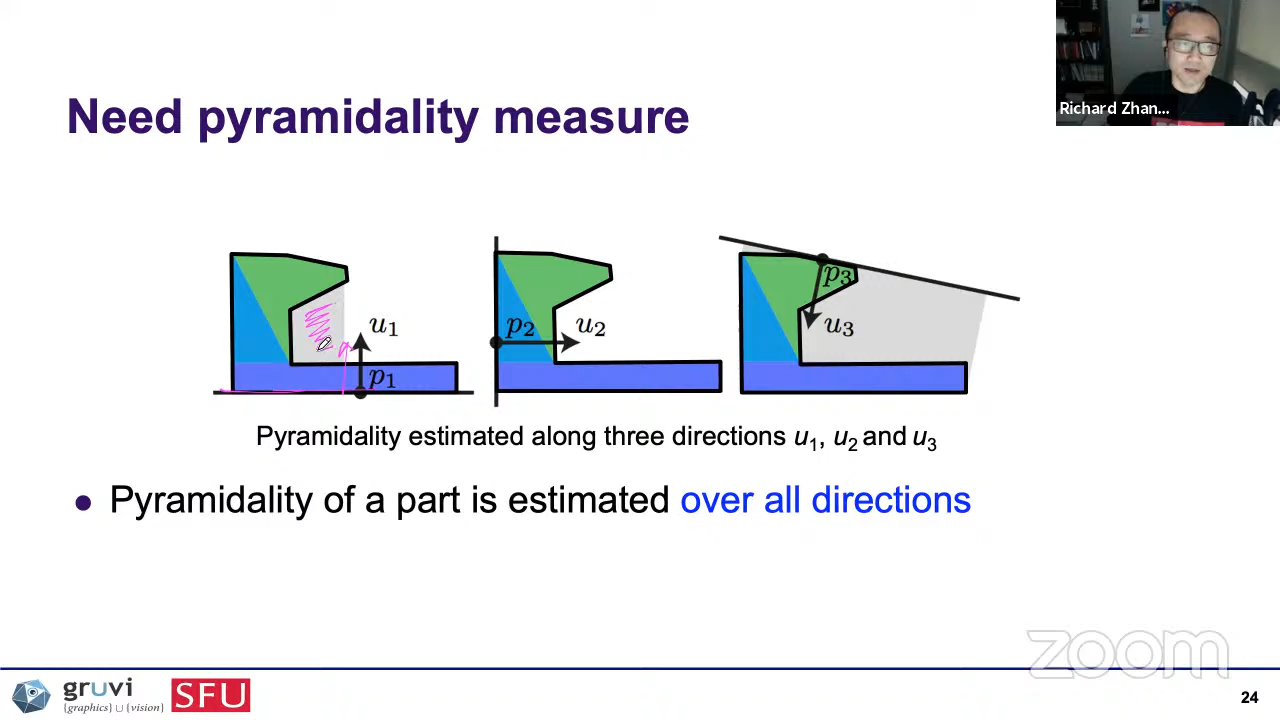 Richard Zhan...
Need pyramidality measure
u1
p1
p2
u2
p3
u3
Pyramidality estimated along three directions u1, u2 and u3
● Pyramidality of a part is estimated over all directions
zoom
gruvi
{graphics} ∪ {vision}
SFU
24